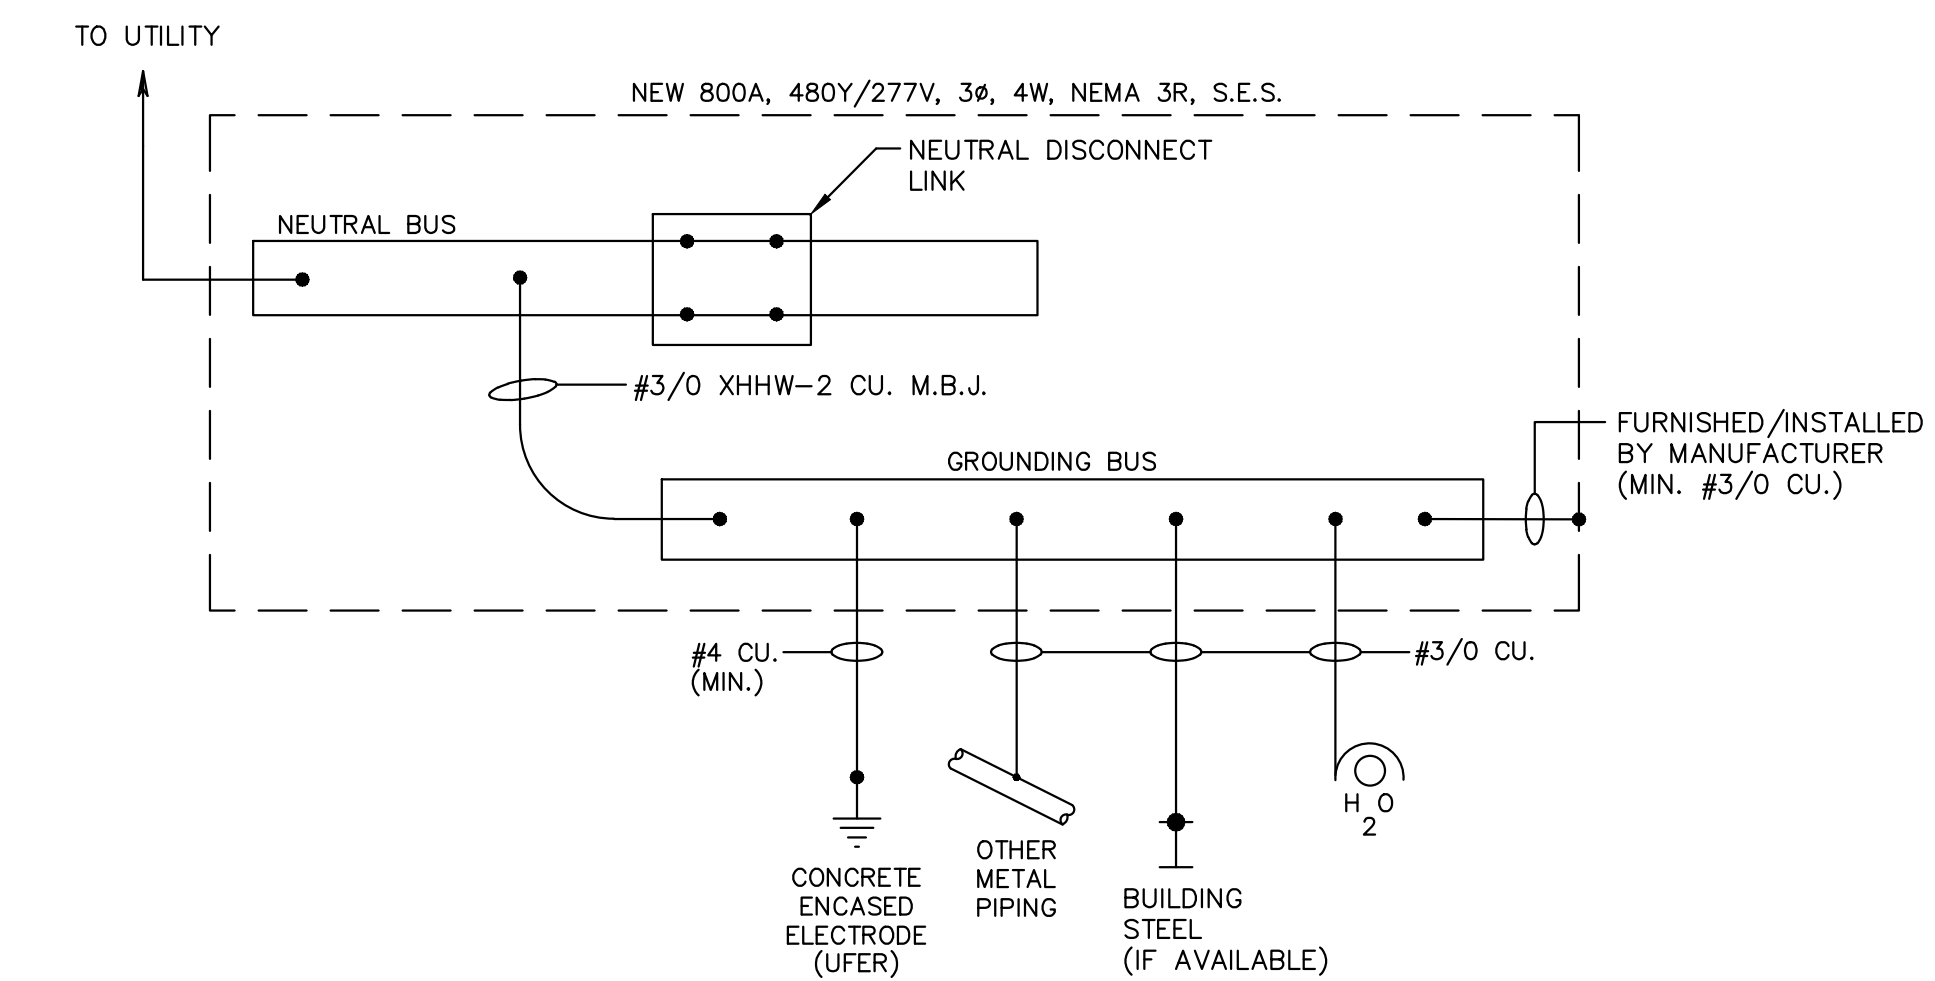 TO UTILITY
NEW 800A, 480Y/277V, 3ø, 4W, NEMA 3R, S.E.S.
NEUTRAL DISCONNECT
LINK
NEUTRAL BUS
#3/0 XHHW-2 CU. M.B.J.
FURNISHED/INSTALLED
BY MANUFACTURER
(MIN. #3/0 CU.)
GROUNDING BUS
#4 CU.
(MIN.)
#3/0 CU.
H O
2
OTHER
METAL
PIPING
CONCRETE
ENCASED
ELECTRODE
(UFER)
BUILDING
STEEL
(IF AVAILABLE)